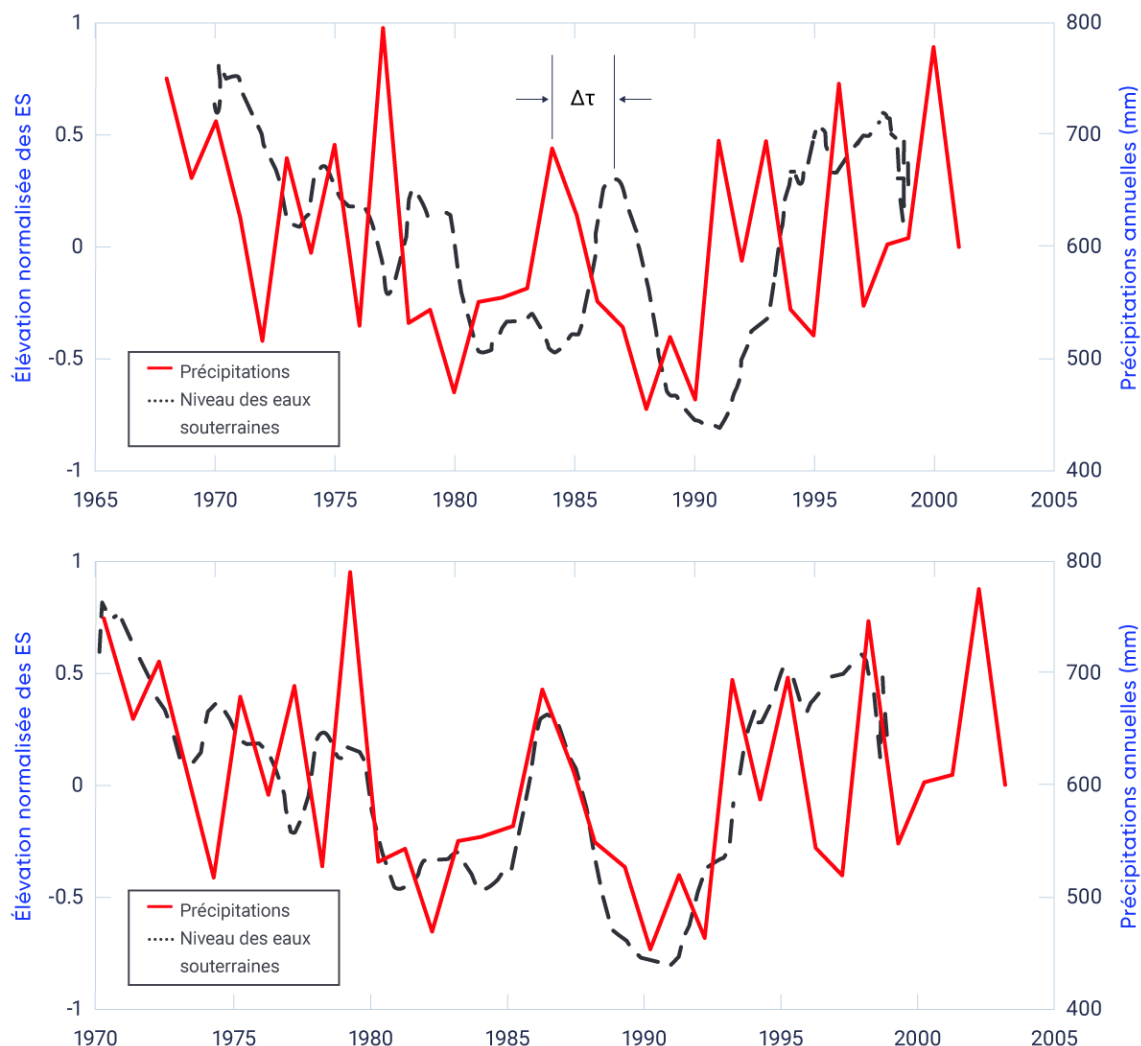 1
0.5
0
-0.5
-1
Élévation normalisée des ES
800
700
600
500
400
Précipitations annuelles (mm)
Δτ
Précipitations
Niveau des eaux
souterraines
1965 1970 1975 1980 1985 1990 1995 2000 2005
1
0.5
0
-0.5
-1
Élévation normalisée des ES
800
700
600
500
400
Précipitations annuelles (mm)
Précipitations
Niveau des eaux
souterraines
1970 1975 1980 1985 1990 1995 2000 2005